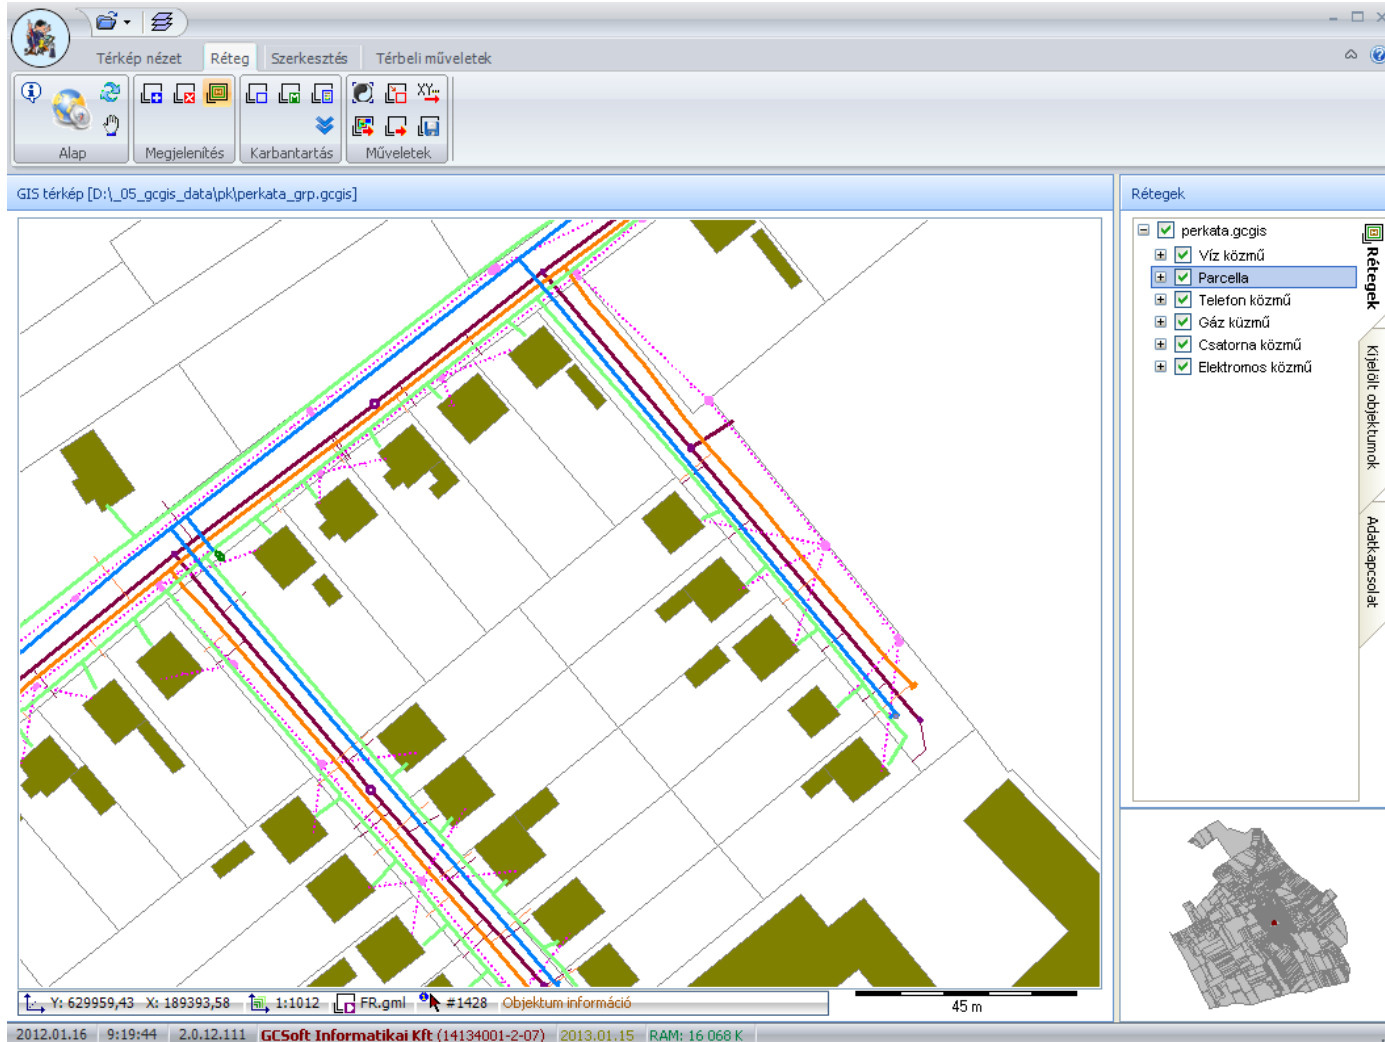 Térkép nézet Réteg Szerkesztés Térbeli műveletek
XY...
Alap Megjelenítés Karbantartás Műveletek
GIS térkép [D:\_05_gcgis_data\pk\perkata_grp.gcgis]
Rétegek
perkata.gcgis
Víz közmű
Parcella
Telefon közmű
Gáz küzmű
Csatorna közmű
Elektromos közmű
Rétegek
Kijelölt objektumok
Adatkapcsolat
Y: 629959,43 X: 189393,58 1:1012 FR.gml #1428 Objektum információ
45 m
2012.01.16 9:19:44 2.0.12.111 GCSoft Informatikai Kft (14134001-2-07) 2013.01.15 RAM: 16 068 K